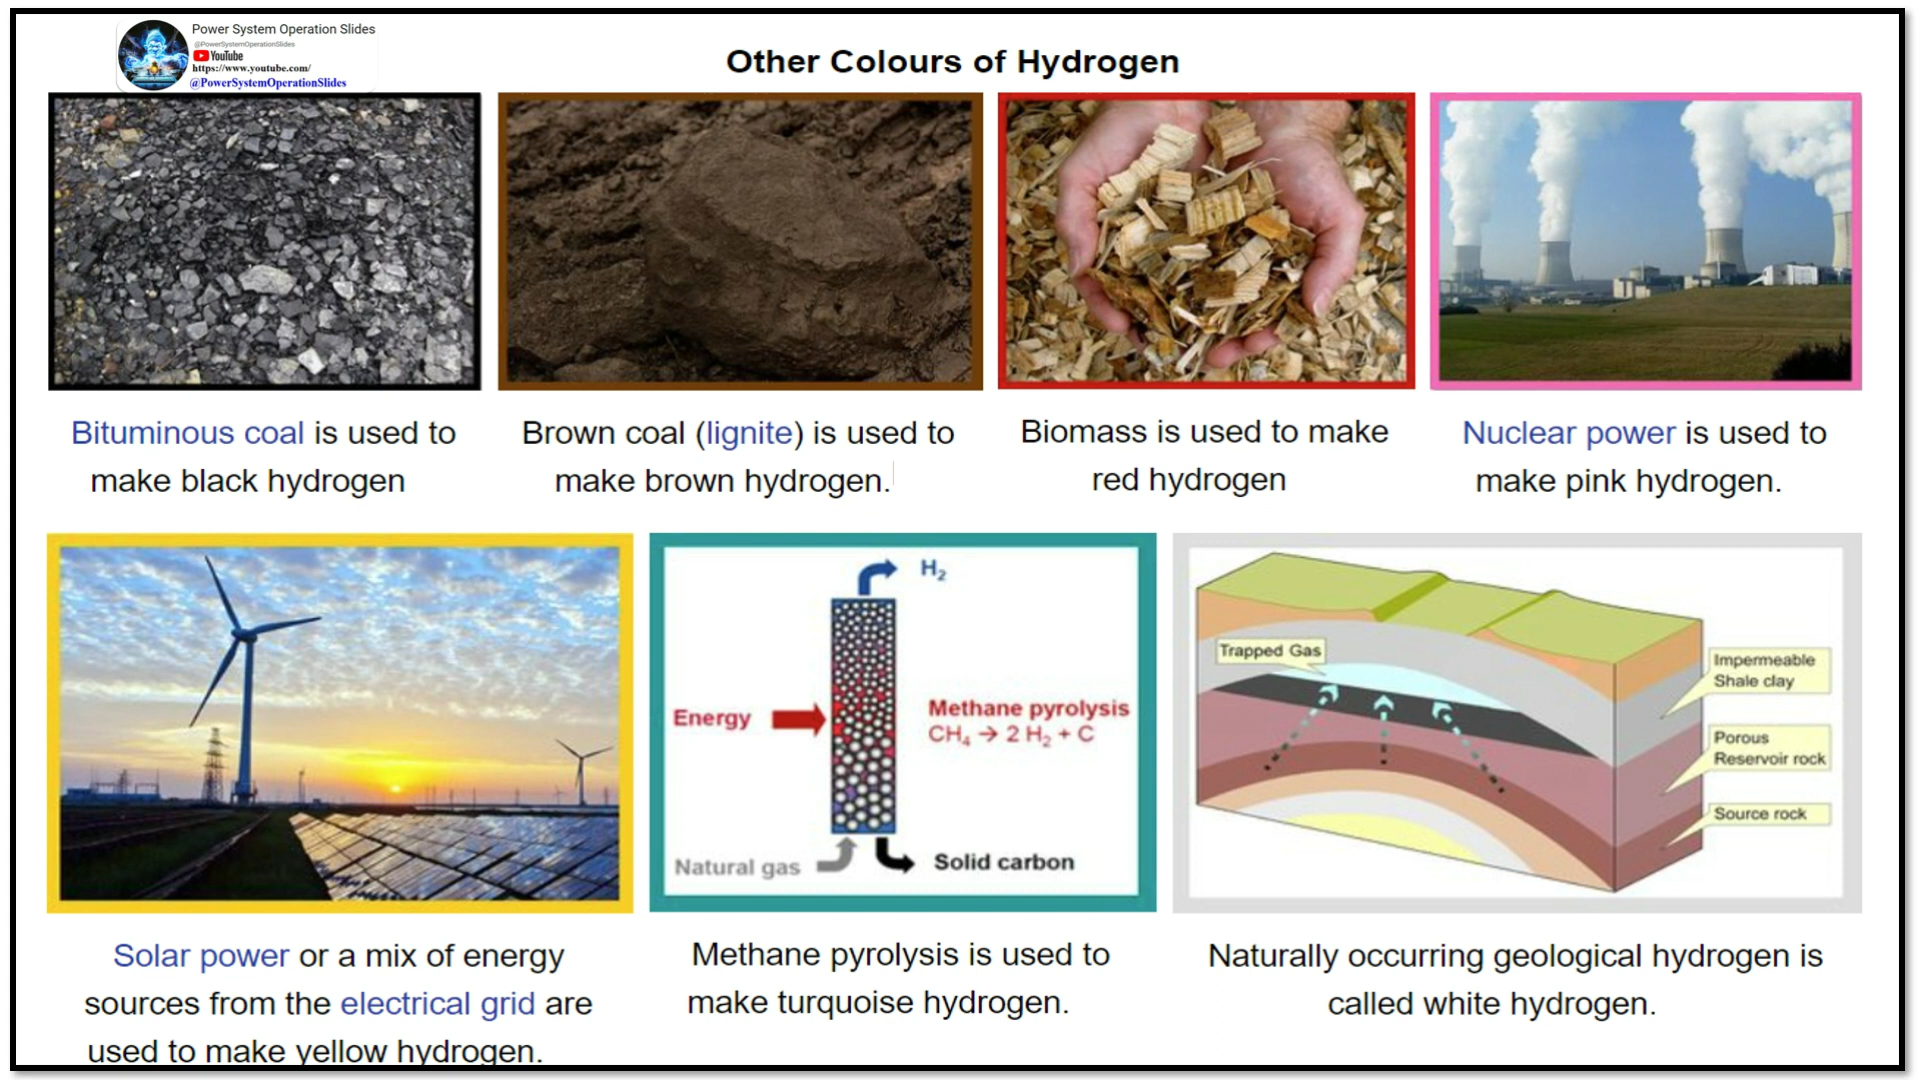 Power System Operation Slides
@PowerSystemOperationSlides
YouTube
https://www.youtube.com/
@PowerSystemOperationSlides
Other Colours of Hydrogen
Bituminous coal is used to
make black hydrogen
Brown coal (lignite) is used to
make brown hydrogen.
Biomass is used to make
red hydrogen
Nuclear power is used to
make pink hydrogen.
Solar power or a mix of energy
sources from the electrical grid are
used to make yellow hydrogen.
H₂
Energy
Methane pyrolysis
CH₄ → 2 H₂ + C
Natural gas
Solid carbon
Methane pyrolysis is used to
make turquoise hydrogen.
Trapped Gas
Impermeable
Shale clay
Porous
Reservoir rock
Source rock
Naturally occurring geological hydrogen is
called white hydrogen.